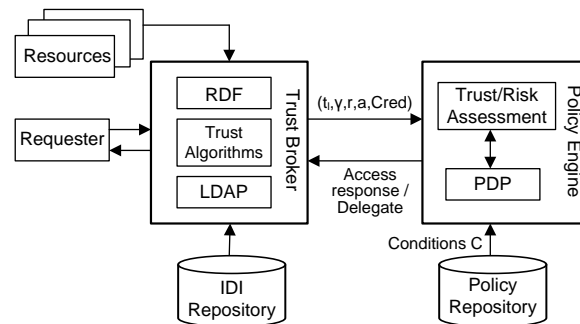 Resources
Requester
RDF
Trust
Algorithms
LDAP
Trust Broker
IDI
Repository
(tᵢ,γ,r,a,Cred)
Access
response /
Delegate
Trust/Risk
Assessment
PDP
Policy Engine
Conditions C
Policy
Repository